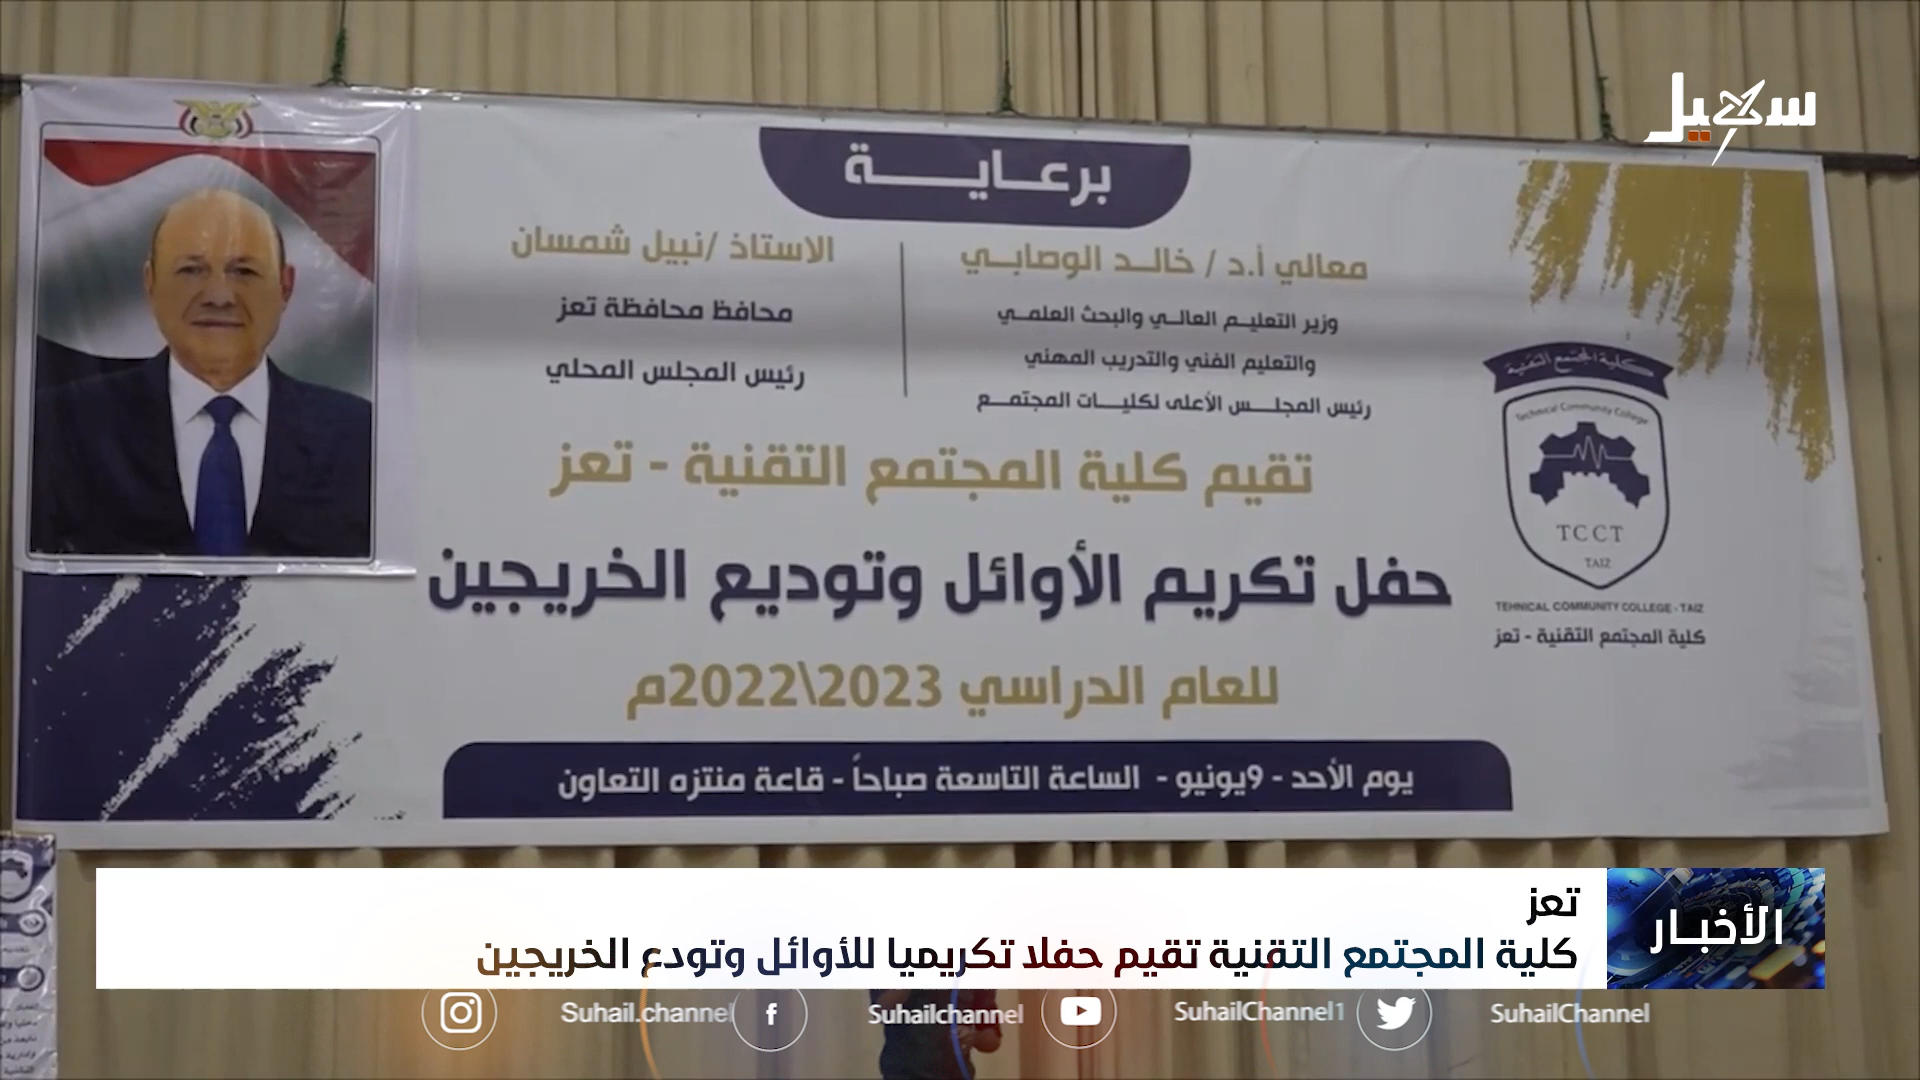 سهيل
برعايـــة
معالي أ.د / خالد الوصابي
وزير التعليم العالي والبحث العلمي
والتعليم الفني والتدريب المهني
رئيس المجلس الأعلى لكليات المجتمع
الاستاذ /نبيل شمسان
محافظ محافظة تعز
رئيس المجلس المحلي
تقيم كلية المجتمع التقنية - تعز
حفل تكريم الأوائل وتوديع الخريجين
للعام الدراسي 2022\2023م
يوم الأحد - 9يونيو - الساعة التاسعة صباحاً - قاعة منتزه التعاون
كلية المجتمع التقنية
Technical Community College
TCCT
TAIZ
TEHNICAL COMMUNITY COLLEGE - TAIZ
كلية المجتمع التقنية - تعز
الأخبار
تعز
كلية المجتمع التقنية تقيم حفلا تكريميا للأوائل وتودع الخريجين
Suhail.channel
Suhailchannel
SuhailChannel1
SuhailChannel